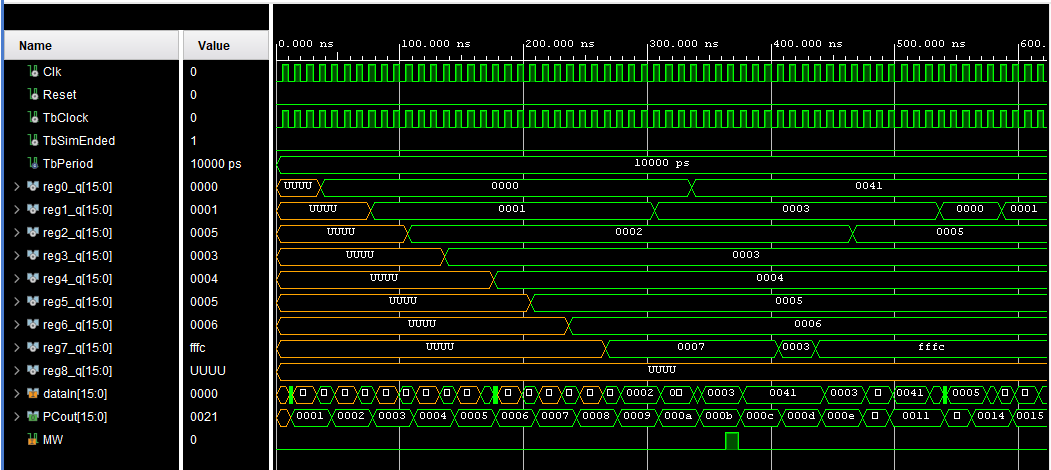 Name Value
0.000 ns 100.000 ns 200.000 ns 300.000 ns 400.000 ns 500.000 ns 600.
Clk 0
Reset 0
TbClock 0
TbSimEnded 1
TbPeriod 10000 ps 10000 ps
reg0_q[15:0] 0000 UUUU 0000 0041
reg1_q[15:0] 0001 UUUU 0001 0003 0000 0001
reg2_q[15:0] 0005 UUUU 0002 0005
reg3_q[15:0] 0003 UUUU 0003
reg4_q[15:0] 0004 UUUU 0004
reg5_q[15:0] 0005 UUUU 0005
reg6_q[15:0] 0006 UUUU 0006
reg7_q[15:0] fffc UUUU 0007 0003 fffc
reg8_q[15:0] UUUU UUUU
dataIn[15:0] 0000 0002 0003 0041 0003 0041 0005
PCout[15:0] 0021 0001 0002 0003 0004 0005 0006 0007 0008 0009 000a 000b 000c 000d 000e 0011 0014 0015
MW 0